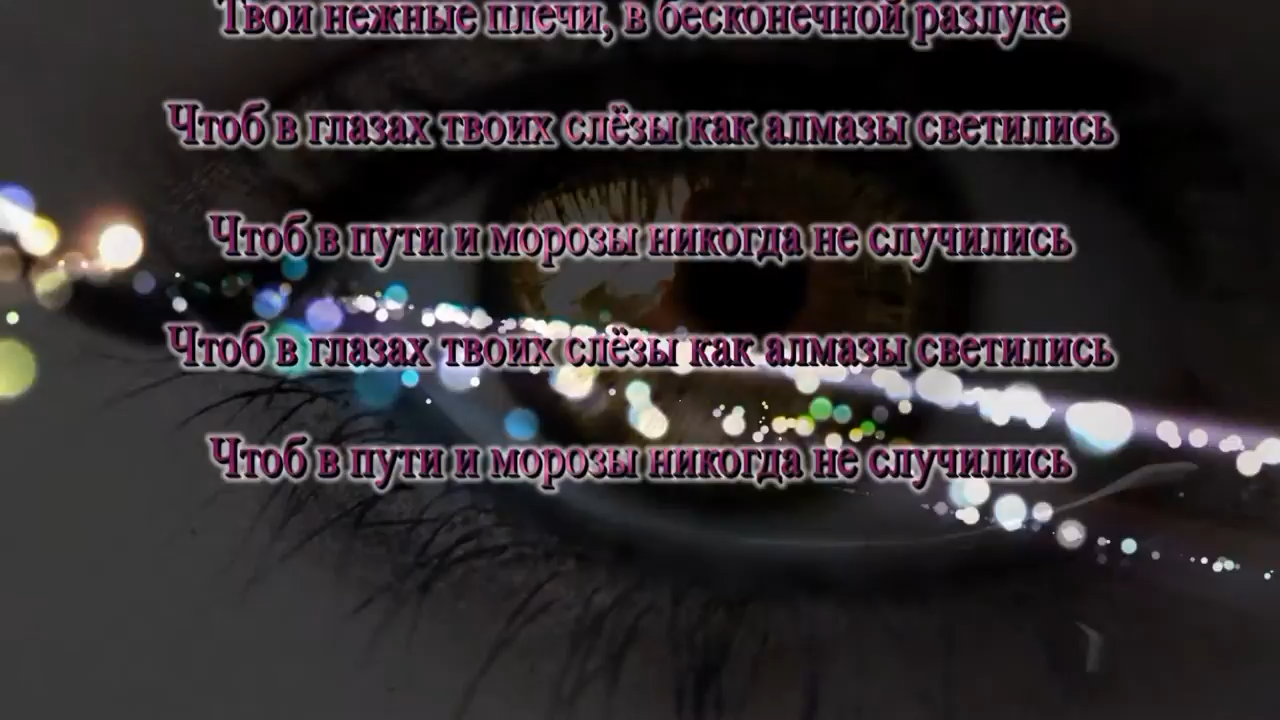 Твои нежные плечи, в бесконечной разлуке
Чтоб в глазах твоих слёзы как алмазы светились
Чтоб в пути и морозы никогда не случились
Чтоб в глазах твоих слёзы как алмазы светились
Чтоб в пути и морозы никогда не случились